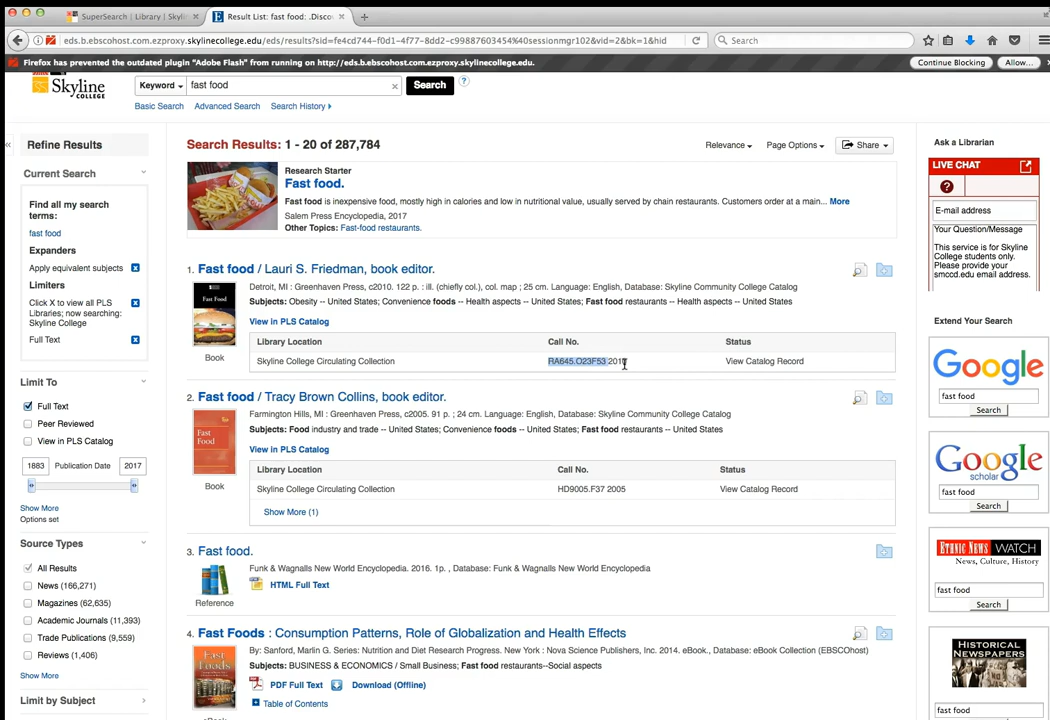 SuperSearch | Library | Skyli
Result List: fast food: .Disco
eds.b.ebscohost.com.ezproxy.skylinecollege.edu/eds/results?sid=fe4cd744-f0d1-4f77-8dd2-c99887603454%40sessionmgr102&vid=2&bk=1&hid
Search
Firefox has prevented the outdated plugin "Adobe Flash" from running on http://eds.b.ebscohost.com.ezproxy.skylinecollege.edu.
Continue Blocking
Allow...
Skyline
COLLEGE
Keyword
fast food
Search
Basic Search
Advanced Search
Search History
Refine Results
Current Search
Find all my search
terms:
fast food
Expanders
Apply equivalent subjects
Limiters
Click X to view all PLS
Libraries; now searching:
Skyline College
Full Text
Limit To
Full Text
Peer Reviewed
View in PLS Catalog
1883
Publication Date
2017
Show More
Options set
Source Types
All Results
News (166,271)
Magazines (62,635)
Academic Journals (11,393)
Trade Publications (9,559)
Reviews (1,406)
Show More
Limit by Subject
Search Results: 1 - 20 of 287,784
Relevance
Page Options
Share
Research Starter
Fast food.
Fast food is inexpensive food, mostly high in calories and low in nutritional value, usually served by chain restaurants. Customers order at a main... More
Salem Press Encyclopedia, 2017
Other Topics: Fast-food restaurants.
1. Fast food / Lauri S. Friedman, book editor.
Detroit, MI : Greenhaven Press, c2010. 122 p. : ill. (chiefly col.), col. map ; 25 cm. Language: English, Database: Skyline Community College Catalog
Subjects: Obesity -- United States; Convenience foods -- Health aspects -- United States; Fast food restaurants -- Health aspects -- United States
View in PLS Catalog
Fast Food
Book
Library Location
Call No.
Status
Skyline College Circulating Collection
RA645.O23F53 2010
View Catalog Record
2. Fast food / Tracy Brown Collins, book editor.
Farmington Hills, MI : Greenhaven Press, c2005. 91 p. ; 24 cm. Language: English, Database: Skyline Community College Catalog
Subjects: Food industry and trade -- United States; Convenience foods -- United States; Fast food restaurants -- United States
View in PLS Catalog
Fast
Food
Book
Library Location
Call No.
Status
Skyline College Circulating Collection
HD9005.F37 2005
View Catalog Record
Show More (1)
3. Fast food.
Funk & Wagnalls New World Encyclopedia. 2016. 1p. , Database: Funk & Wagnalls New World Encyclopedia
HTML Full Text
Reference
4. Fast Foods : Consumption Patterns, Role of Globalization and Health Effects
By: Sanford, Marlin G. Series: Nutrition and Diet Research Progress. New York : Nova Science Publishers, Inc. 2014. eBook., Database: eBook Collection (EBSCOhost)
Subjects: BUSINESS & ECONOMICS / Small Business; Fast food restaurants--Social aspects
Fast
Foods
PDF Full Text
Download (Offline)
Table of Contents
Ask a Librarian
LIVE CHAT
E-mail address
Your Question/Message
This service is for Skyline
College students only.
Please provide your
smccd.edu email address.
Extend Your Search
Google
fast food
Search
Google
scholar
fast food
Search
ETHNIC NEWS WATCH
News, Culture, History
fast food
Search
HISTORICAL
NEWSPAPERS
fast food